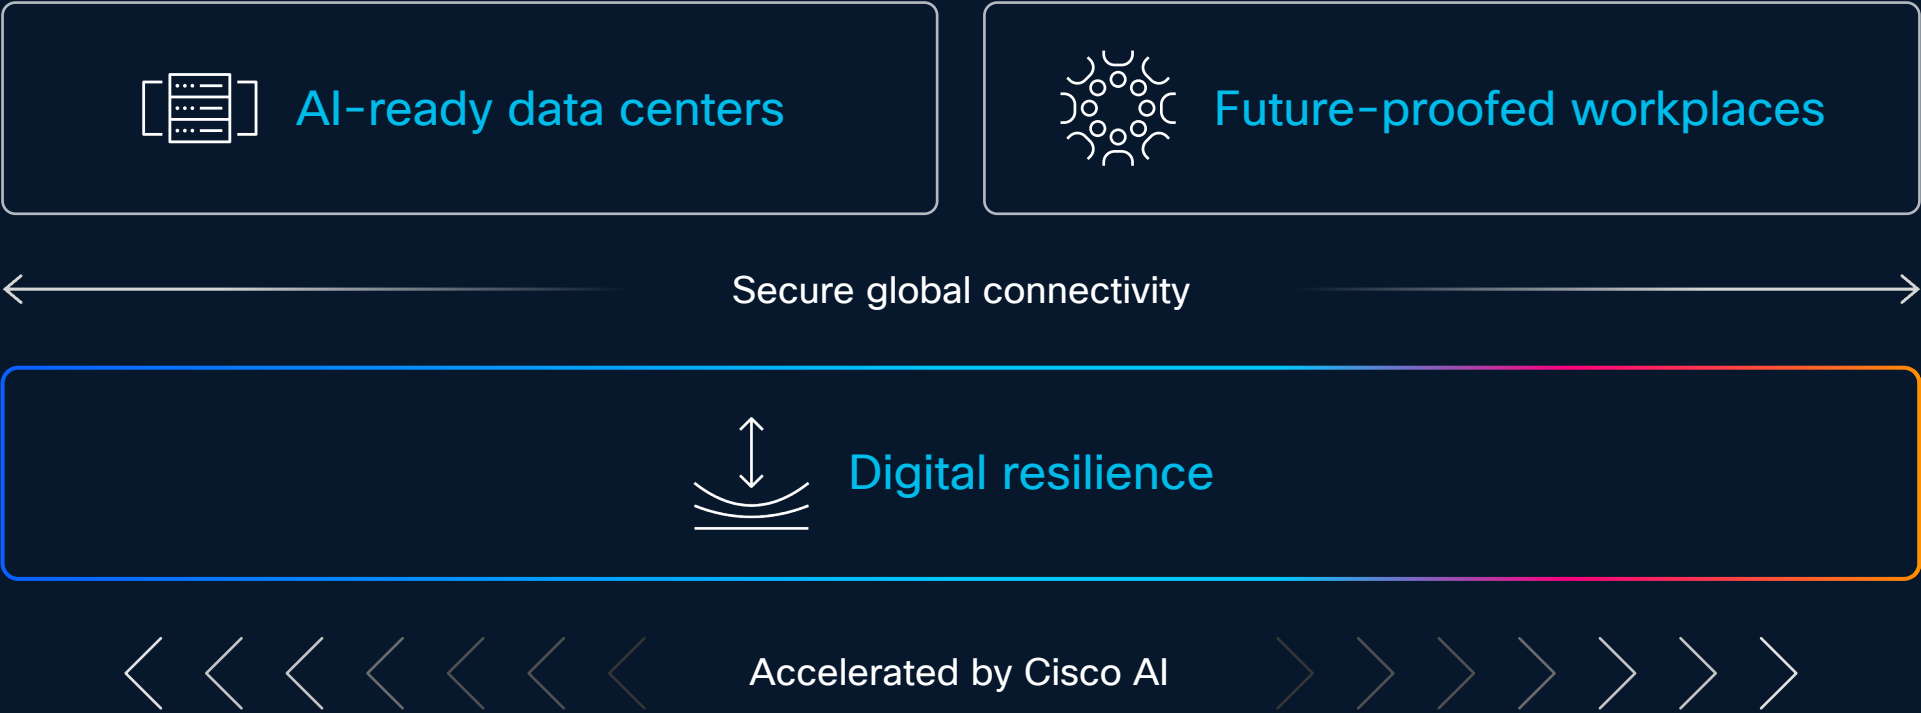 AI-ready data centers
Future-proofed workplaces
Secure global connectivity
Digital resilience
Accelerated by Cisco AI